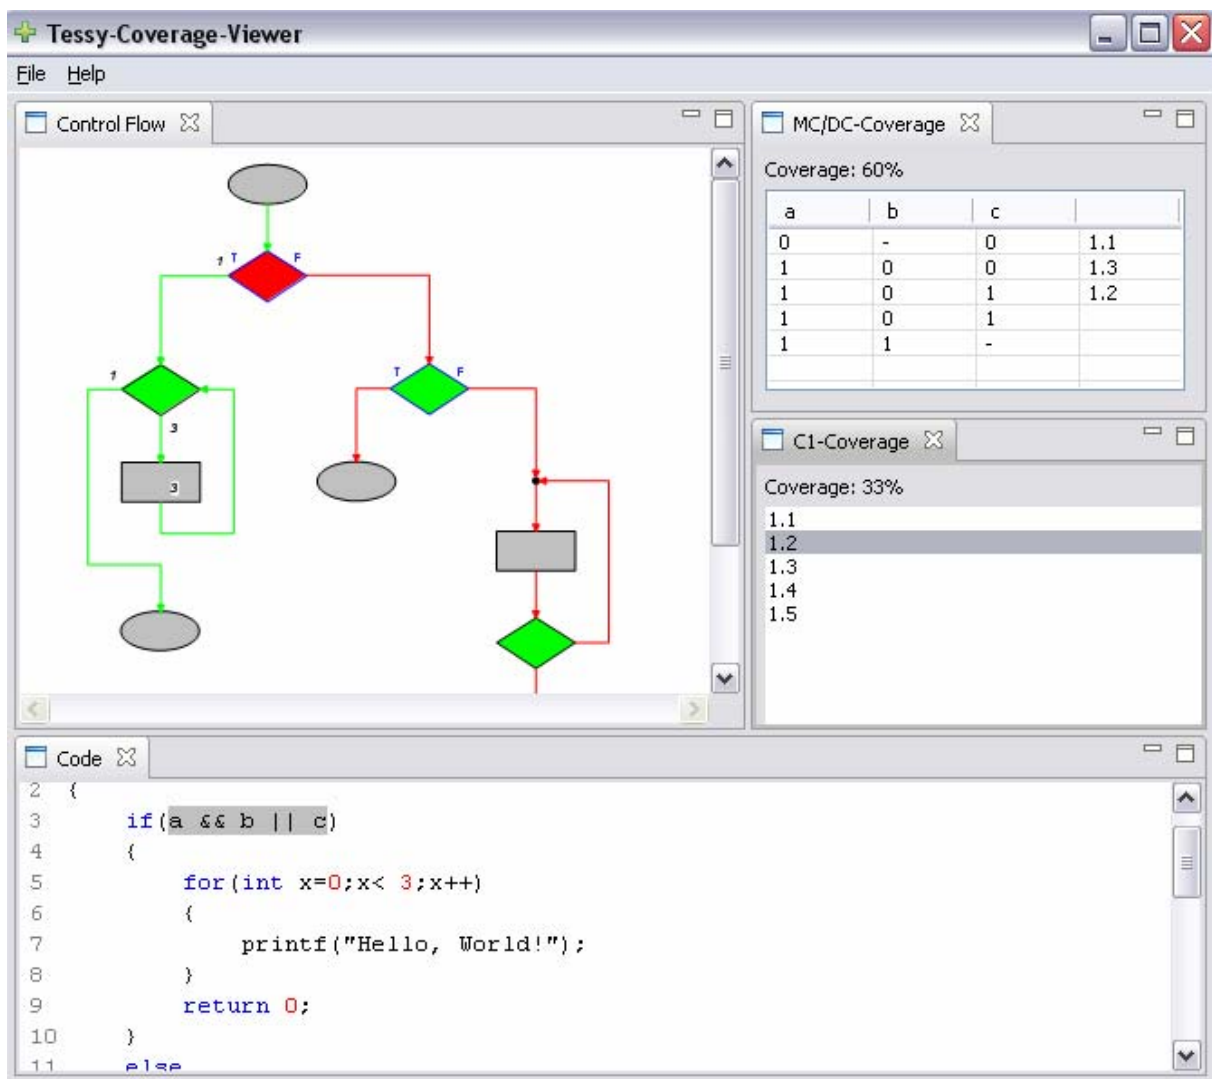 Tessy-Coverage-Viewer
File Help
Control Flow
1 T F
1
T F
3
3
MC/DC-Coverage
Coverage: 60%
a b c
0 - 0 1.1
1 0 0 1.3
1 0 1 1.2
1 0 1
1 1 -
C1-Coverage
Coverage: 33%
1.1
1.2
1.3
1.4
1.5
Code
2 {
3 if(a && b || c)
4 {
5 for(int x=0;x< 3;x++)
6 {
7 printf("Hello, World!");
8 }
9 return 0;
10 }
11 else